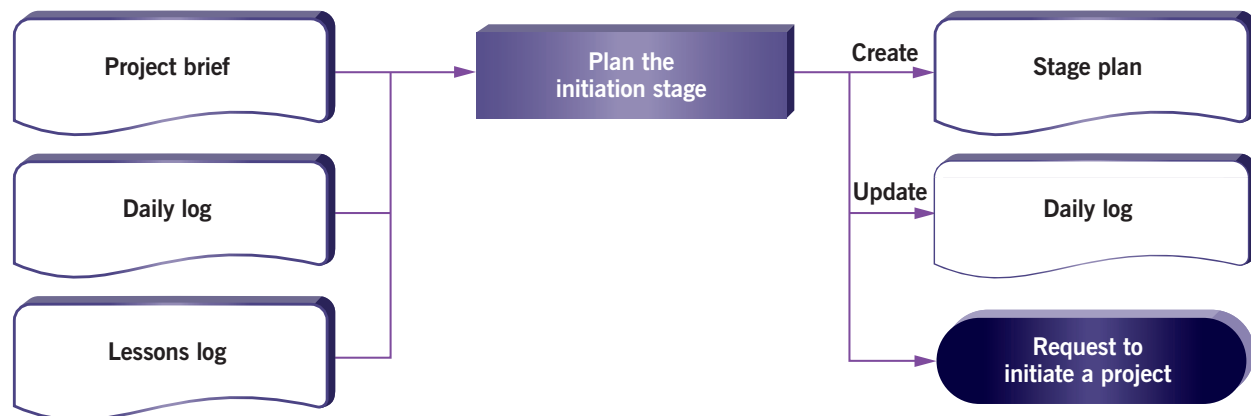 Project brief
Daily log
Lessons log
Plan the
initiation stage
Create
Stage plan
Update
Daily log
Request to
initiate a project